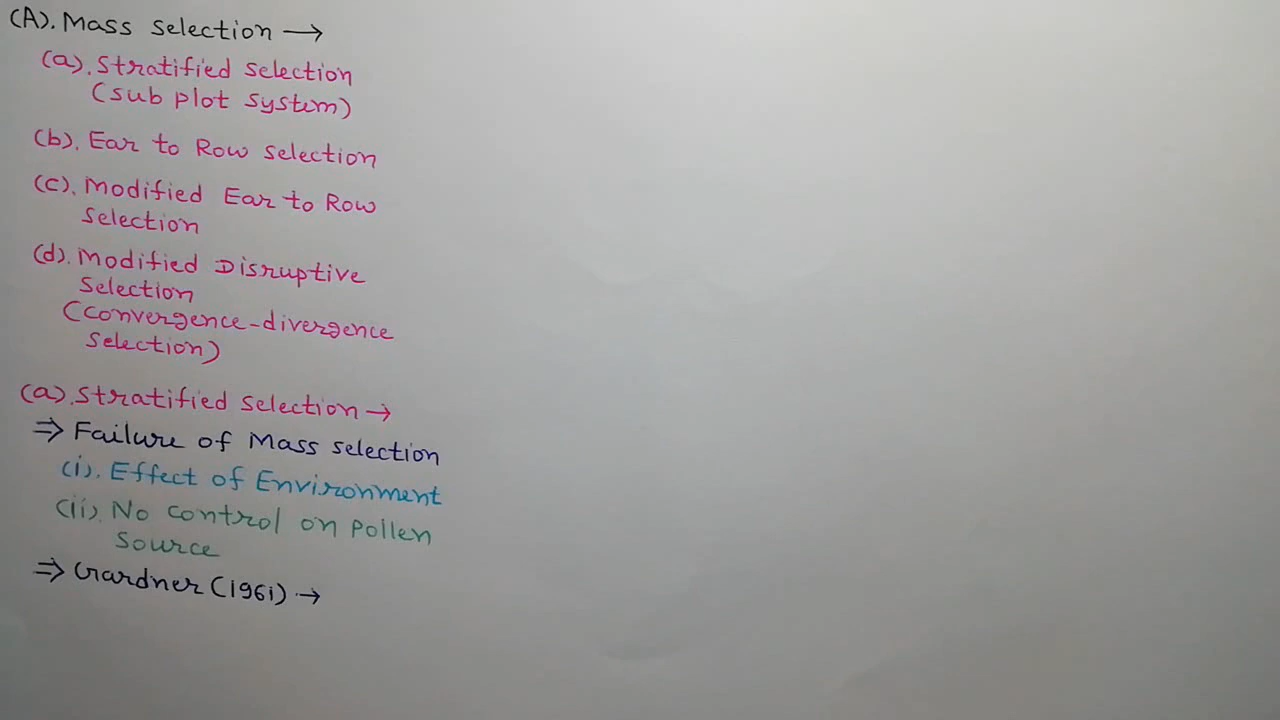 (A). Mass selection →
(a). Stratified selection
(sub plot system)
(b). Ear to Row selection
(c). Modified Ear to Row
selection
(d). Modified Disruptive
selection
(convergence-divergence
selection)
(a). Stratified selection →
⇒ Failure of Mass selection
(i). Effect of Environment
(ii). No control on pollen
source
⇒ Gardner (1961) →